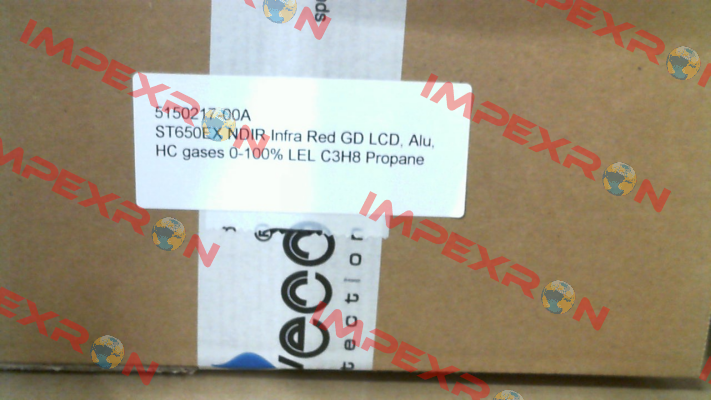 5150217-00A
ST650EX NDIR Infra Red GD LCD, Alu,
HC gases 0-100% LEL C3H8 Propane
IMPEXRON
IMPEXRON
IMPEXRON
IMPEXRON
IMPEXRON
IMPEXRON
IMPEXRON